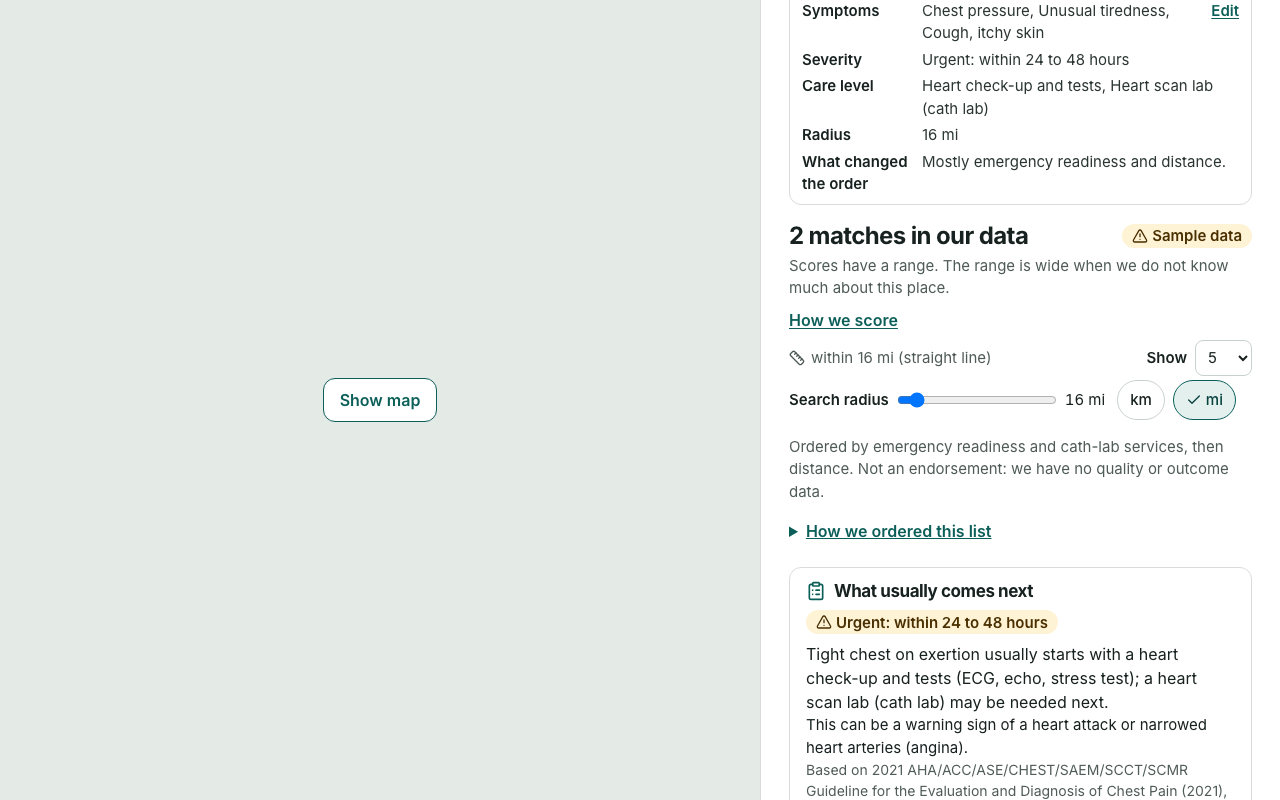 Symptoms
Chest pressure, Unusual tiredness,
Cough, itchy skin
Edit
Severity
Urgent: within 24 to 48 hours
Care level
Heart check-up and tests, Heart scan lab
(cath lab)
Radius
16 mi
What changed
the order
Mostly emergency readiness and distance.
2 matches in our data
Sample data
Scores have a range. The range is wide when we do not know
much about this place.
How we score
within 16 mi (straight line)
Show
5
Search radius
16 mi
km
mi
Ordered by emergency readiness and cath-lab services, then
distance. Not an endorsement: we have no quality or outcome
data.
How we ordered this list
What usually comes next
Urgent: within 24 to 48 hours
Tight chest on exertion usually starts with a heart
check-up and tests (ECG, echo, stress test); a heart
scan lab (cath lab) may be needed next.
This can be a warning sign of a heart attack or narrowed
heart arteries (angina).
Based on 2021 AHA/ACC/ASE/CHEST/SAEM/SCCT/SCMR
Guideline for the Evaluation and Diagnosis of Chest Pain (2021),
Show map